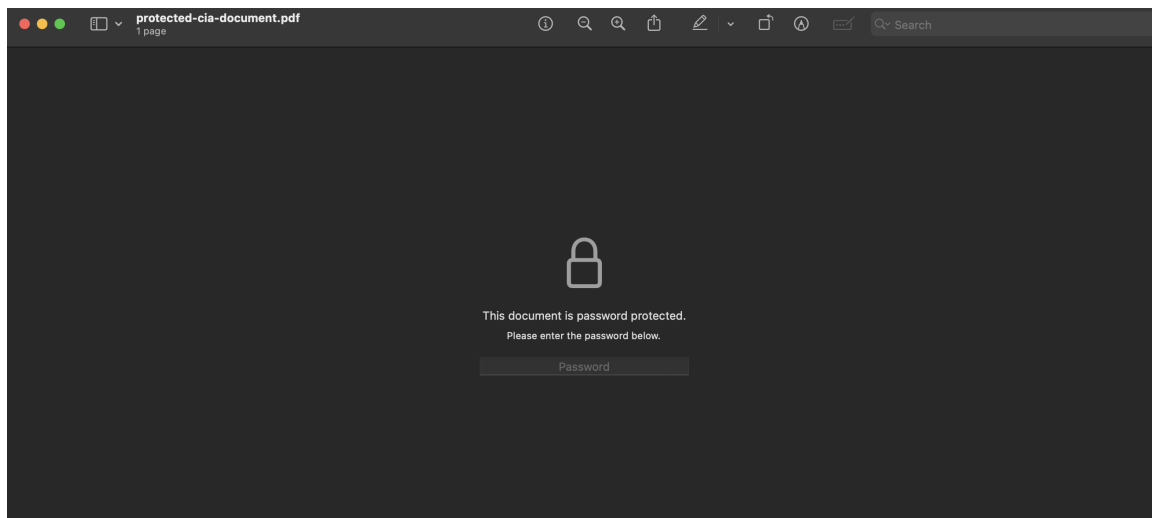 protected-cia-document.pdf
1 page
Search
This document is password protected.
Please enter the password below.
Password